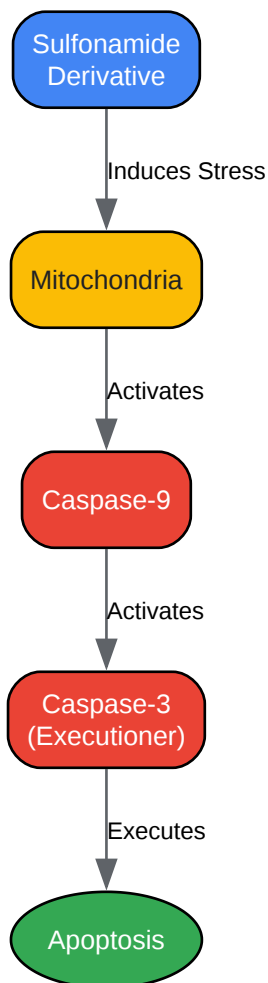 Sulfonamide
Derivative
Induces Stress
Mitochondria
Activates
Caspase-9
Activates
Caspase-3
(Executioner)
Executes
Apoptosis